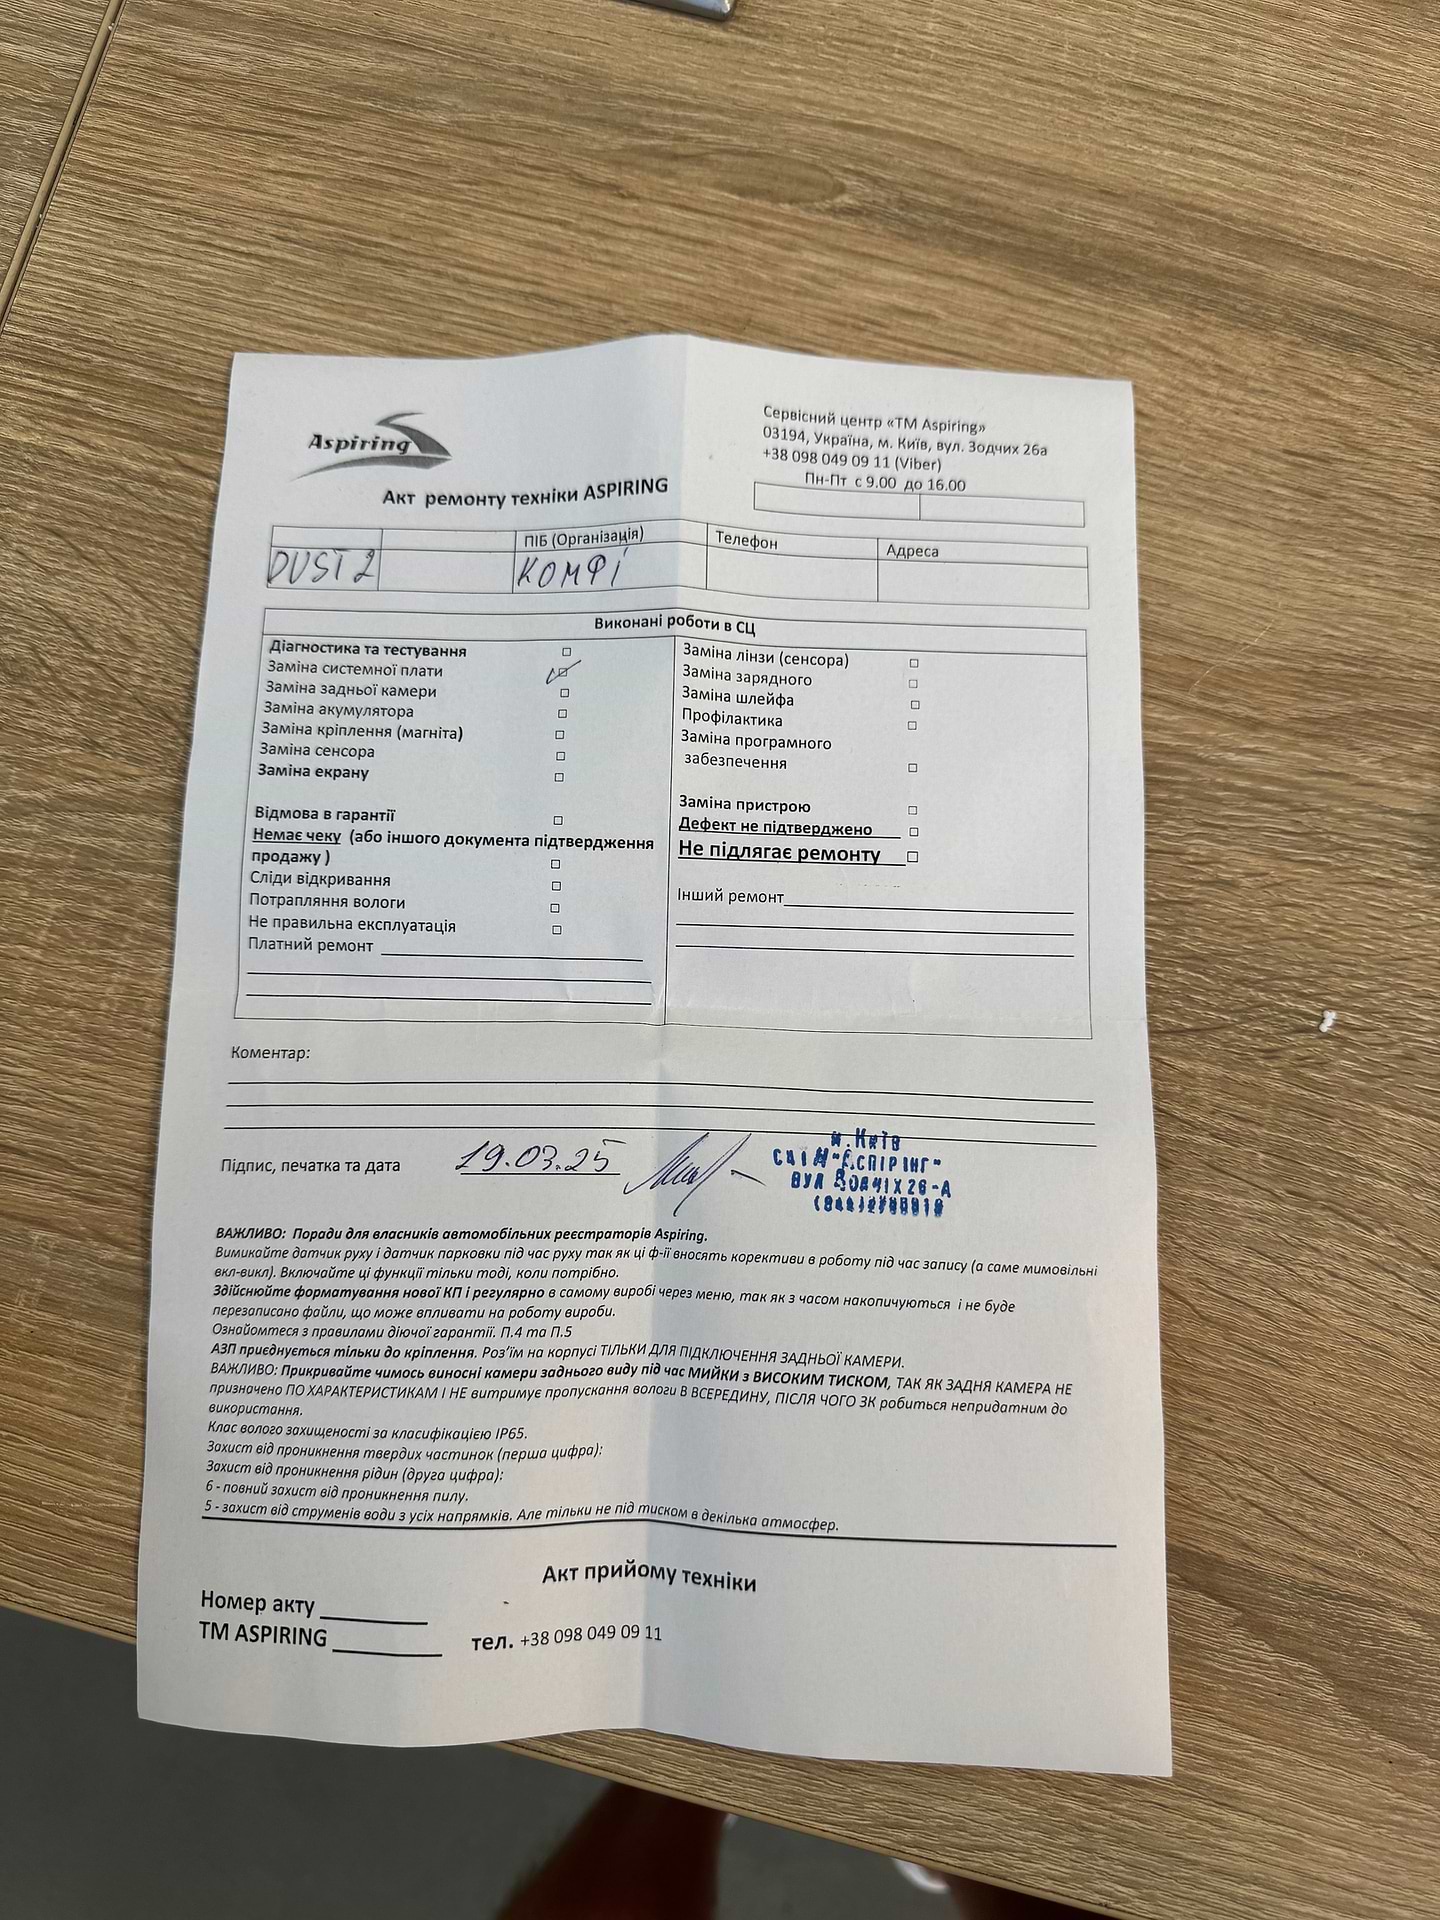 Aspiring
Сервісний центр «ТМ Aspiring»
03194, Україна, м. Київ, вул. Зодчих 26а
+38 098 049 09 11 (Viber)
Пн-Пт с 9.00 до 16.00
Акт ремонту техніки ASPIRING
ПІБ (Організація) Телефон Адреса
DUST 2 КОМФІ
Виконані роботи в СЦ
Діагностика та тестування
Заміна системної плати
Заміна задньої камери
Заміна акумулятора
Заміна кріплення (магніта)
Заміна сенсора
Заміна екрану
Відмова в гарантії
Немає чеку (або іншого документа підтвердження
продажу )
Сліди відкривання
Потрапляння вологи
Не правильна експлуатація
Платний ремонт
Заміна лінзи (сенсора)
Заміна зарядного
Заміна шлейфа
Профілактика
Заміна програмного
забезпечення
Заміна пристрою
Дефект не підтверджено
Не підлягає ремонту
Інший ремонт
Коментар:
Підпис, печатка та дата 19.03.25
м.Київ
"АСПІРІНГ"
ВУЛ ЗОДЧІХ 26-А
ВАЖЛИВО: Поради для власників автомобільних реєстраторів Aspiring.
Вимикайте датчик руху і датчик парковки під час руху так як ці ф-ії вносять корективи в роботу під час запису (а саме мимовільні
вкл-викл). Включайте ці функції тільки тоді, коли потрібно.
Здійснюйте форматування нової КП і регулярно в самому виробі через меню, так як з часом накопичуються і не буде
перезаписано файли, що може впливати на роботу вироби.
Ознайомтеся з правилами діючої гарантії. П.4 та П.5
АЗП приєднується тільки до кріплення. Роз'їм на корпусі ТІЛЬКИ ДЛЯ ПІДКЛЮЧЕННЯ ЗАДНЬОЇ КАМЕРИ.
ВАЖЛИВО: Прикривайте чимось виносні камери заднього виду під час МИЙКИ з ВИСОКИМ ТИСКОМ, ТАК ЯК ЗАДНЯ КАМЕРА НЕ
призначено ПО ХАРАКТЕРИСТИКАМ І НЕ витримує пропускання вологи В ВСЕРЕДИНУ, ПІСЛЯ ЧОГО ЗК робиться непридатним до
використання.
Клас волого захищеності за класифікацією IP65.
Захист від проникнення твердих частинок (перша цифра):
Захист від проникнення рідин (друга цифра):
6 - повний захист від проникнення пилу.
5 - захист від струменів води з усіх напрямків. Але тільки не під тиском в декілька атмосфер.
Акт прийому техніки
Номер акту
ТМ ASPIRING тел. +38 098 049 09 11